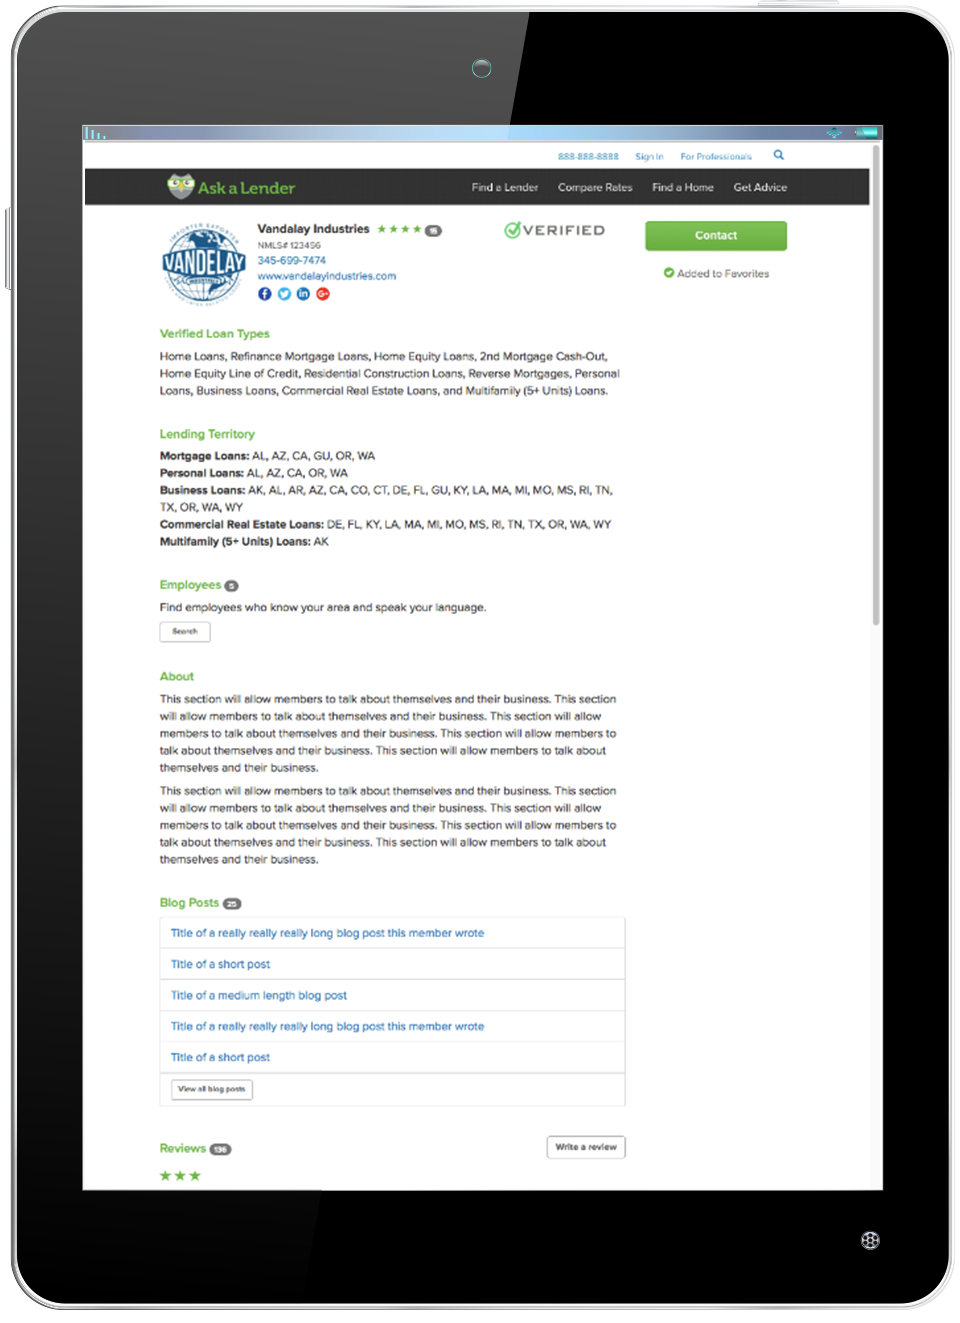 888-888-8888 Sign In For Professionals
Ask a Lender Find a Lender Compare Rates Find a Home Get Advice
IMPORTER EXPORTER
VANDELAY
INDUSTRIES
Vandalay Industries
NMLS# 123456
345-699-7474
www.vandelayindustries.com
VERIFIED
Contact
Added to Favorites
Verified Loan Types
Home Loans, Refinance Mortgage Loans, Home Equity Loans, 2nd Mortgage Cash-Out,
Home Equity Line of Credit, Residential Construction Loans, Reverse Mortgages, Personal
Loans, Business Loans, Commercial Real Estate Loans, and Multifamily (5+ Units) Loans.
Lending Territory
Mortgage Loans: AL, AZ, CA, GU, OR, WA
Personal Loans: AL, AZ, CA, OR, WA
Business Loans: AK, AL, AR, AZ, CA, CO, CT, DE, FL, GU, KY, LA, MA, MI, MO, MS, RI, TN,
TX, OR, WA, WY
Commercial Real Estate Loans: DE, FL, KY, LA, MA, MI, MO, MS, RI, TN, TX, OR, WA, WY
Multifamily (5+ Units) Loans: AK
Employees 5
Find employees who know your area and speak your language.
Search
About
This section will allow members to talk about themselves and their business. This section
will allow members to talk about themselves and their business. This section will allow
members to talk about themselves and their business. This section will allow members to
talk about themselves and their business. This section will allow members to talk about
themselves and their business.
This section will allow members to talk about themselves and their business. This section
will allow members to talk about themselves and their business. This section will allow
members to talk about themselves and their business. This section will allow members to
talk about themselves and their business. This section will allow members to talk about
themselves and their business.
Blog Posts 25
Title of a really really really long blog post this member wrote
Title of a short post
Title of a medium length blog post
Title of a really really really long blog post this member wrote
Title of a short post
View all blog posts
Reviews 136 Write a review